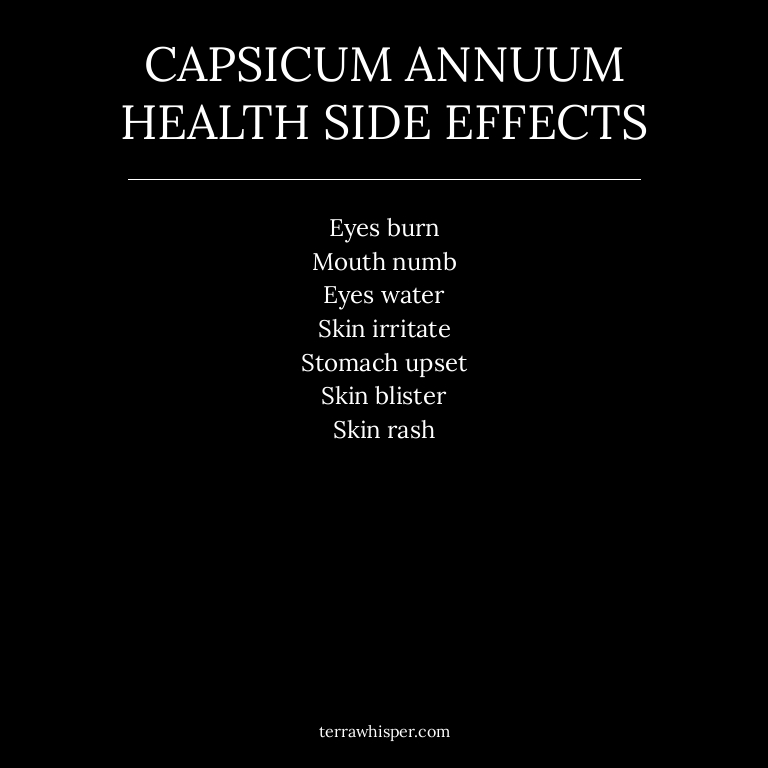 CAPSICUM ANNUUM
HEALTH SIDE EFFECTS
Eyes burn
Mouth numb
Eyes water
Skin irritate
Stomach upset
Skin blister
Skin rash
terrawhisper.com